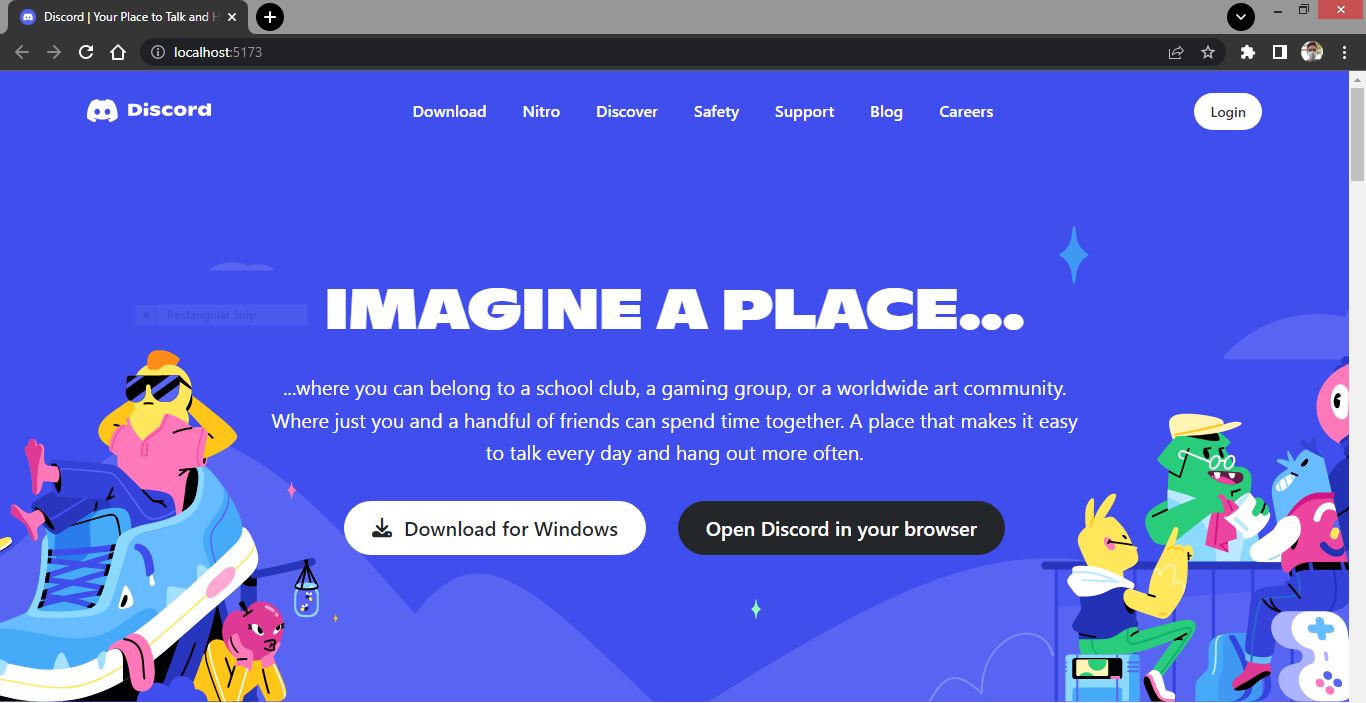 Discord | Your Place to Talk and H
localhost:5173
Discord
Download Nitro Discover Safety Support Blog Careers
Login
Rectangular Snip
IMAGINE A PLACE...
...where you can belong to a school club, a gaming group, or a worldwide art community.
Where just you and a handful of friends can spend time together. A place that makes it easy
to talk every day and hang out more often.
Download for Windows
Open Discord in your browser